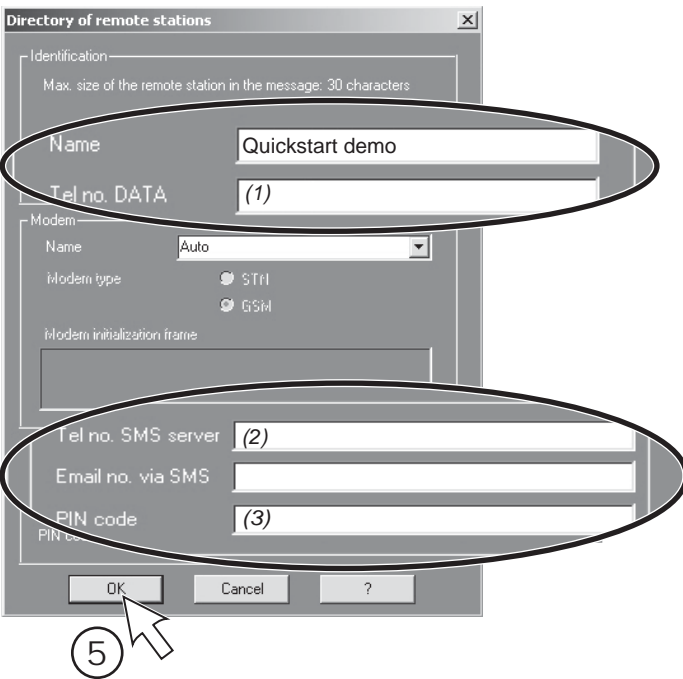 Directory of remote stations
Identification
Max. size of the remote station in the message: 30 characters
Name Quickstart demo
Tel no. DATA (1)
Modem
Name Auto
Modem type STN
GSM
Modem initialization frame
Tel no. SMS server (2)
Email no. via SMS
PIN code (3)
PIN
OK Cancel ?
5